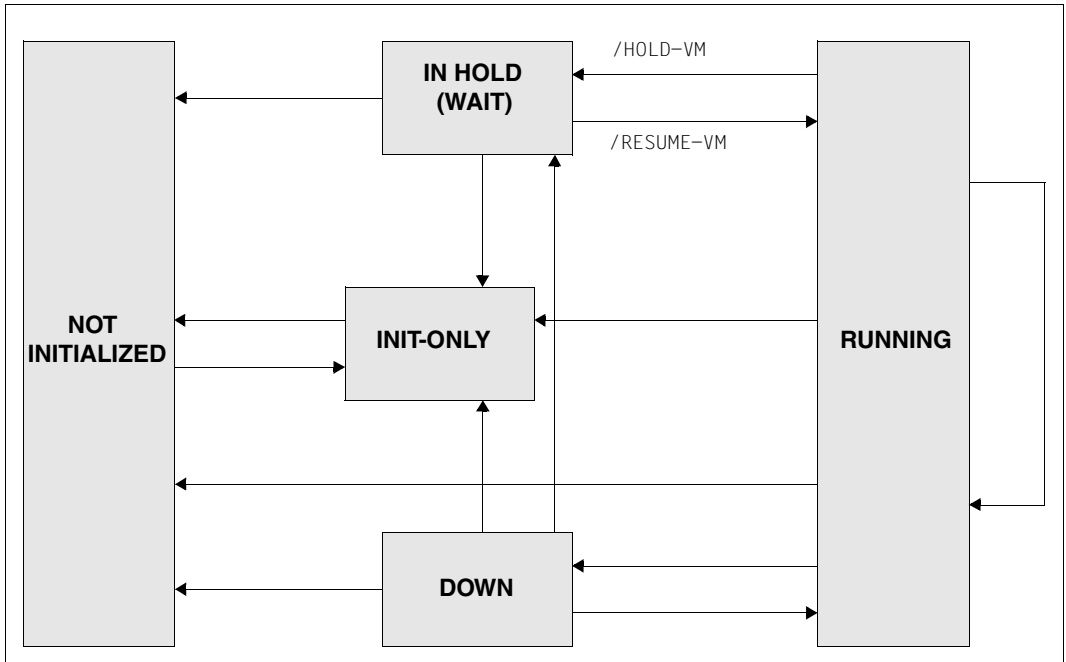 /HOLD-VM
IN HOLD
(WAIT)
/RESUME-VM
NOT
INITIALIZED
INIT-ONLY
RUNNING
DOWN